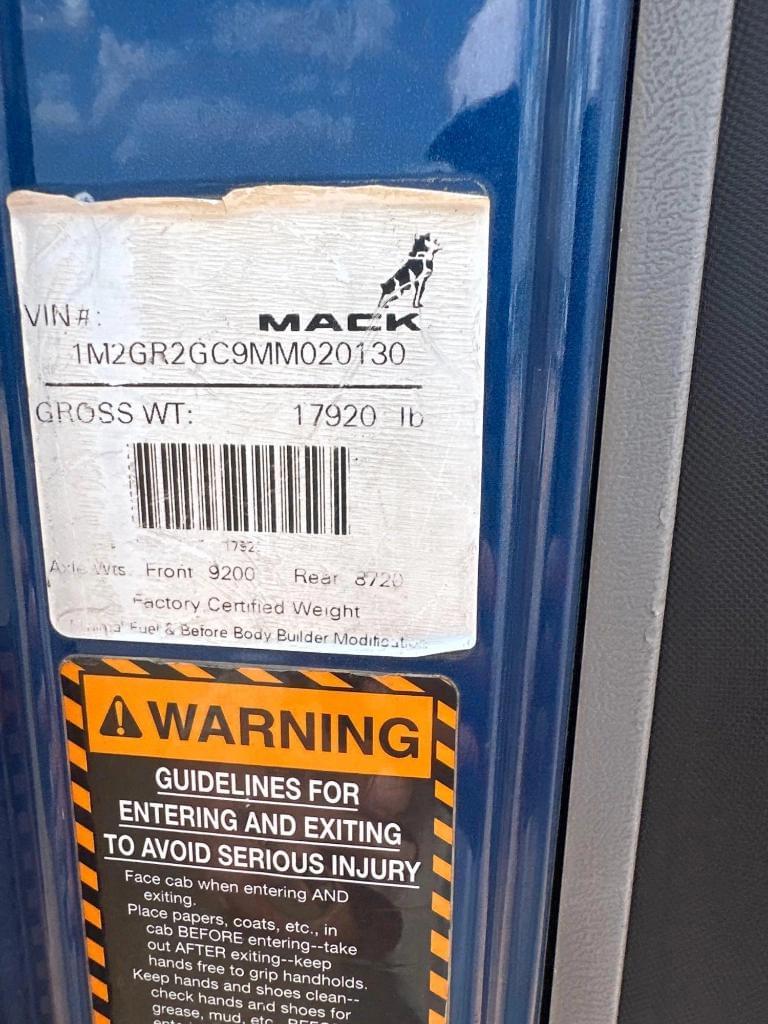 MACK
VIN#:
1M2GR2GC9MM020130
GROSS WT: 17920 lb
1792
Axle Wts. Front 9200 Rear 8720
Factory Certified Weight
Fuel & Before Body Builder
WARNING
GUIDELINES FOR
ENTERING AND EXITING
TO AVOID SERIOUS INJURY
Face cab when entering AND
exiting.
Place papers, coats, etc., in
cab BEFORE entering--take
out AFTER exiting--keep
hands free to grip handholds.
Keep hands and shoes clean--
check hands and shoes for
grease, mud, etc.